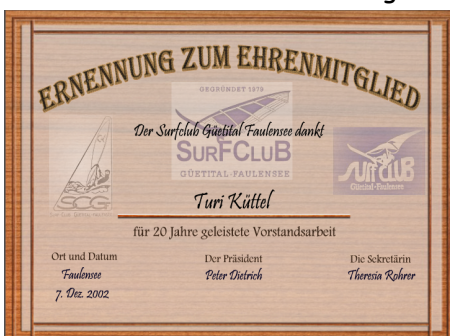 ERNENNUNG ZUM EHRENMITGLIED
GEGRÜNDET 1979
Der Surfclub Güetital Faulensee dankt
SURFCLUB
GÜETITAL-FAULENSEE
SCG
SURFCLUB
Güetital-Faulensee
Turi Küttel
für 20 Jahre geleistete Vorstandsarbeit
Ort und Datum
Der Präsident
Die Sekretärin
Faulensee
Peter Dietrich
Theresia Rohrer
7. Dez. 2002